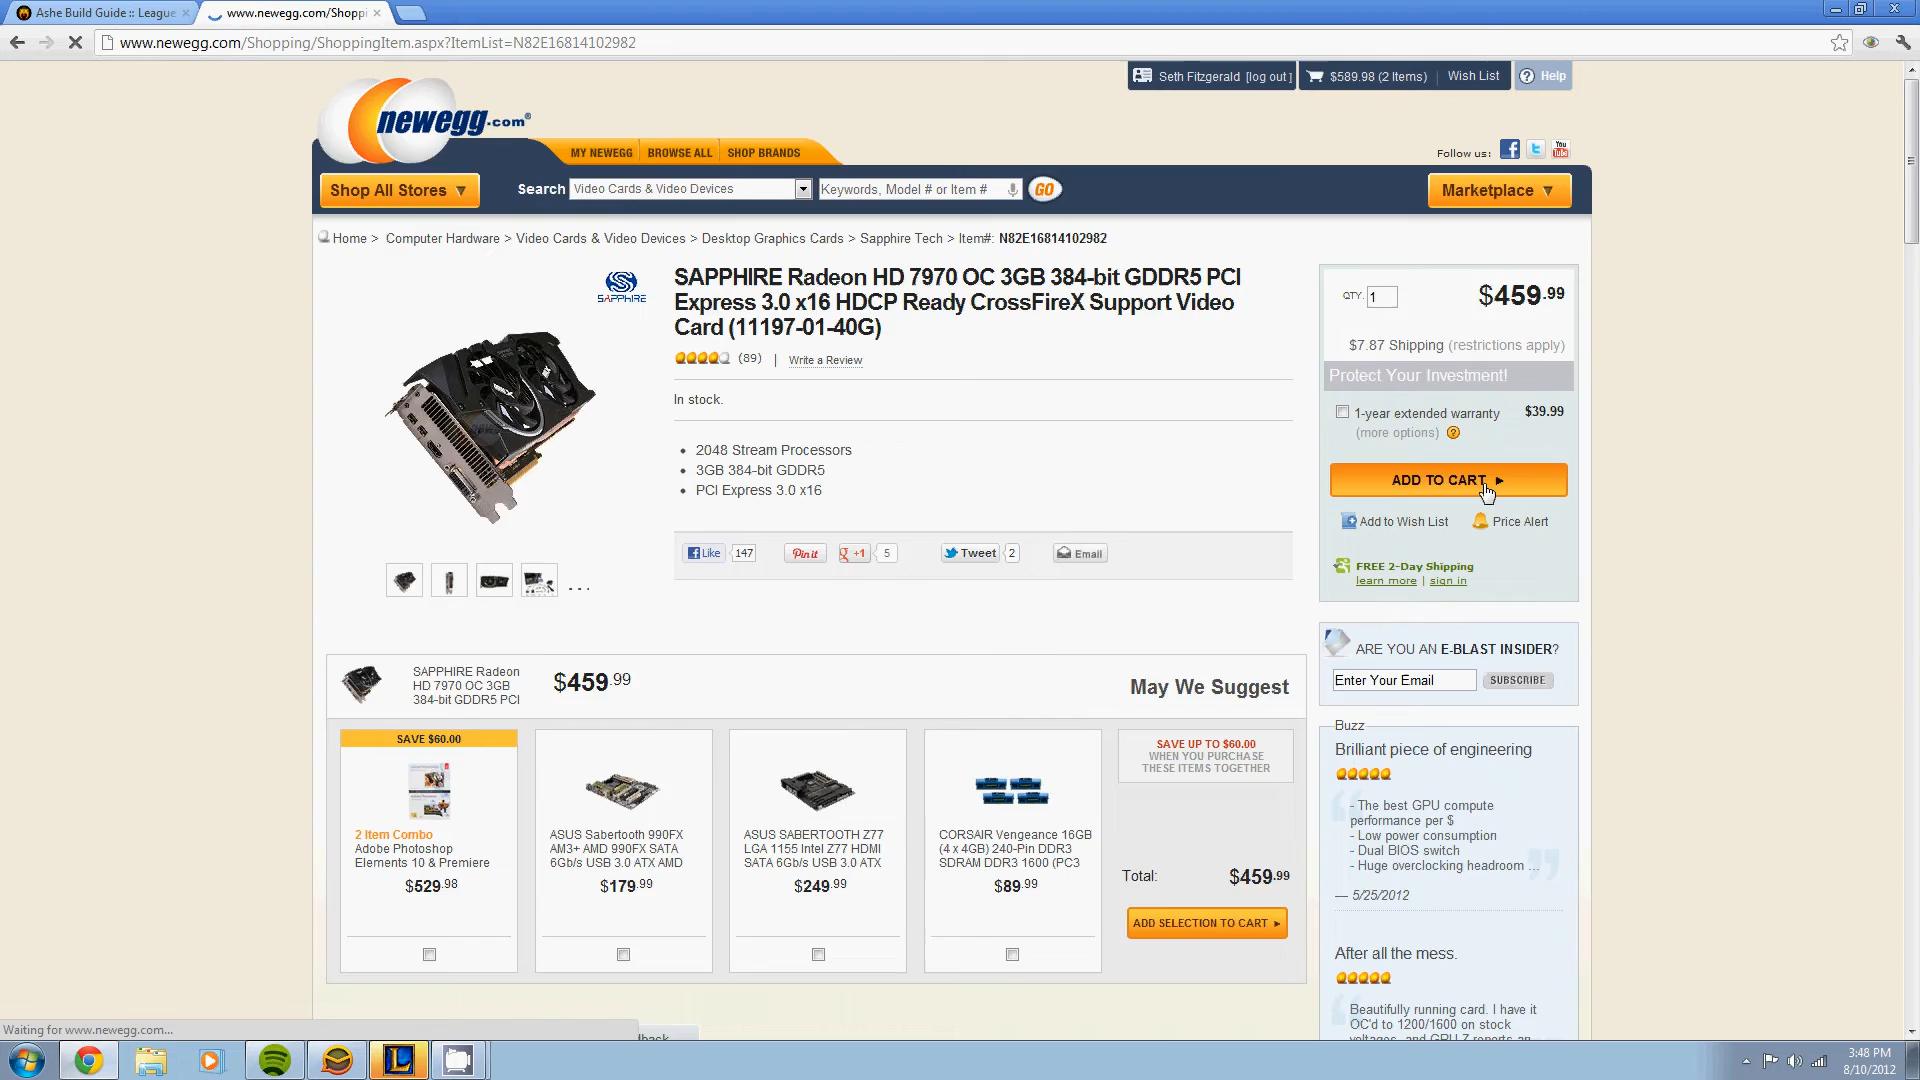 Ashe Build Guide :: League
www.newegg.com/Shoppi
www.newegg.com/Shopping/ShoppingItem.aspx?ItemList=N82E16814102982
Seth Fitzgerald [log out]
$589.98 (2 Items)
Wish List
Help
newegg.com®
MY NEWEGG
BROWSE ALL
SHOP BRANDS
Follow us:
You Tube
Shop All Stores
Search
Video Cards & Video Devices
Keywords, Model # or Item #
GO
Marketplace
Home > Computer Hardware > Video Cards & Video Devices > Desktop Graphics Cards > Sapphire Tech > Item#: N82E16814102982
SAPPHIRE
SAPPHIRE Radeon HD 7970 OC 3GB 384-bit GDDR5 PCI
Express 3.0 x16 HDCP Ready CrossFireX Support Video
Card (11197-01-40G)
(89) | Write a Review
In stock.
2048 Stream Processors
3GB 384-bit GDDR5
PCI Express 3.0 x16
Like 147
Pin it
+1 5
Tweet 2
Email
...
QTY. 1
$459.99
$7.87 Shipping (restrictions apply)
Protect Your Investment!
1-year extended warranty $39.99
(more options)
ADD TO CART
Add to Wish List
Price Alert
FREE 2-Day Shipping
learn more | sign in
ARE YOU AN E-BLAST INSIDER?
Enter Your Email
SUBSCRIBE
SAPPHIRE Radeon
HD 7970 OC 3GB
384-bit GDDR5 PCI
$459.99
May We Suggest
SAVE $60.00
2 Item Combo
Adobe Photoshop
Elements 10 & Premiere
$529.98
ASUS Sabertooth 990FX
AM3+ AMD 990FX SATA
6Gb/s USB 3.0 ATX AMD
$179.99
ASUS SABERTOOTH Z77
LGA 1155 Intel Z77 HDMI
SATA 6Gb/s USB 3.0 ATX
$249.99
CORSAIR Vengeance 16GB
(4 x 4GB) 240-Pin DDR3
SDRAM DDR3 1600 (PC3
$89.99
SAVE UP TO $60.00
WHEN YOU PURCHASE
THESE ITEMS TOGETHER
Total: $459.99
ADD SELECTION TO CART
Buzz
Brilliant piece of engineering
- The best GPU compute
performance per $
- Low power consumption
- Dual BIOS switch
- Huge overclocking headroom ...
— 5/25/2012
After all the mess.
Beautifully running card. I have it
OC'd to 1200/1600 on stock
voltages, and GPU Z reports an
Waiting for www.newegg.com...
3:48 PM
8/10/2012